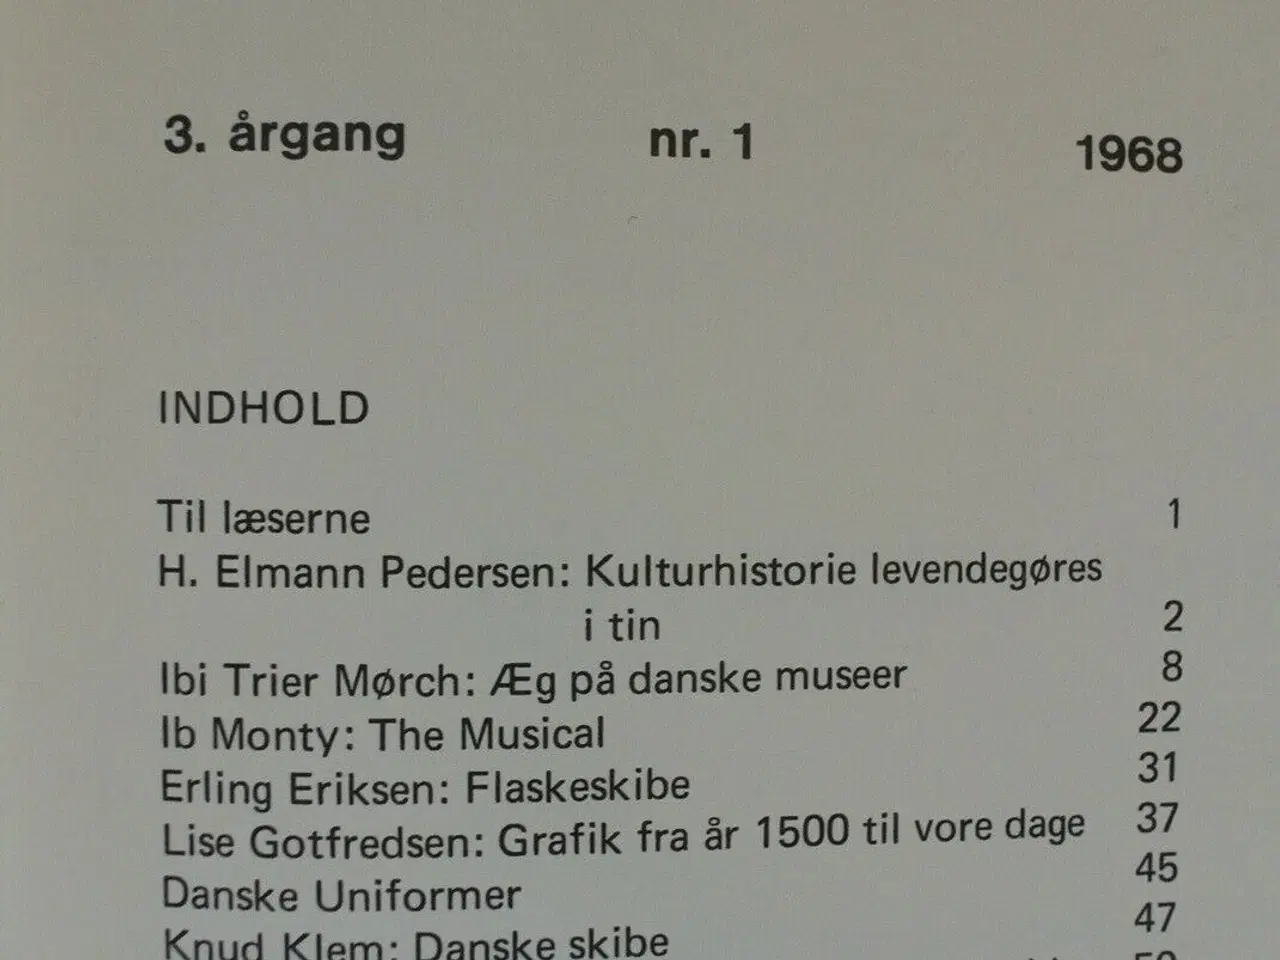 3. årgang nr. 1 1968
INDHOLD
Til læserne 1
H. Elmann Pedersen: Kulturhistorie levendegøres
i tin 2
Ibi Trier Mørch: Æg på danske museer 8
Ib Monty: The Musical 22
Erling Eriksen: Flaskeskibe 31
Lise Gotfredsen: Grafik fra år 1500 til vore dage 37
Danske Uniformer 45
Knud Klem: Danske skibe 47